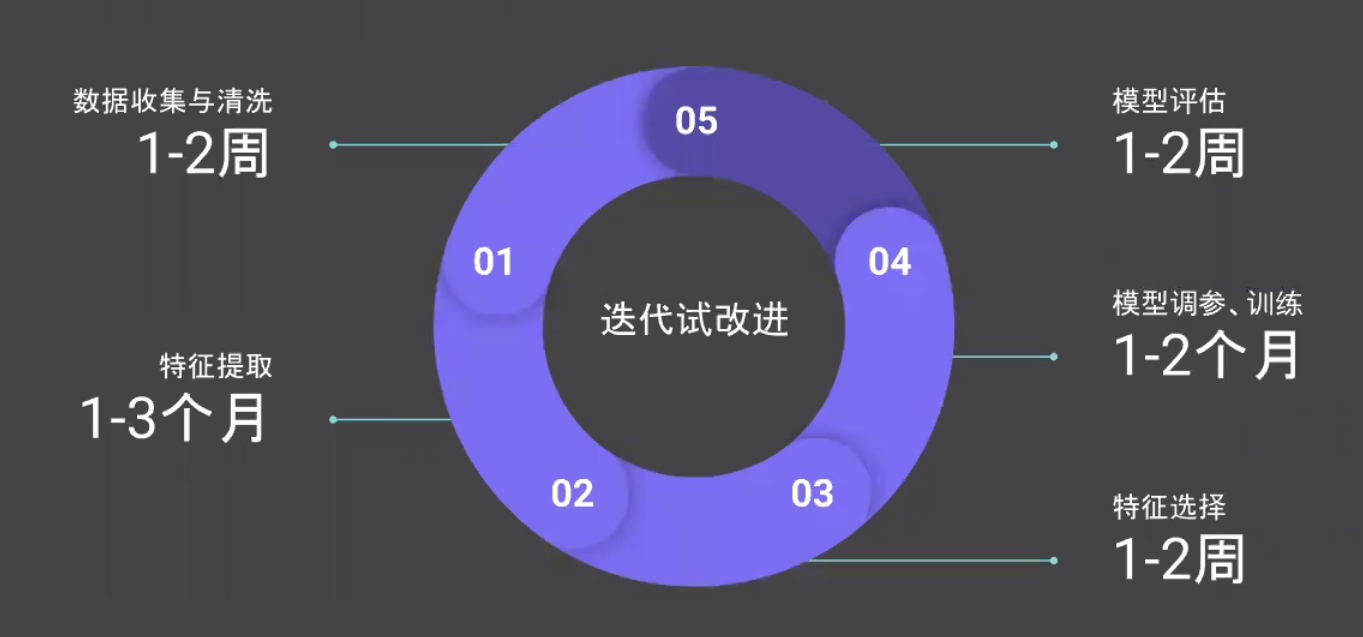 数据收集与清洗
1-2周
特征提取
1-3个月
01
02
03
04
05
迭代试改进
模型评估
1-2周
模型调参、训练
1-2个月
特征选择
1-2周